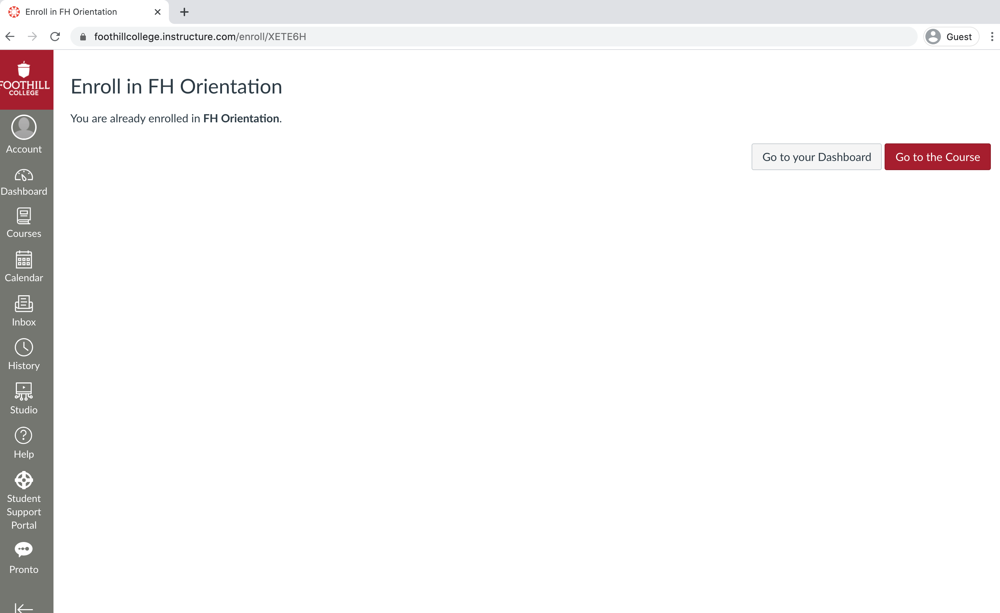 Enroll in FH Orientation
foothillcollege.instructure.com/enroll/XETE6H
Guest
FOOTHILL
COLLEGE
Account
Dashboard
Courses
Calendar
Inbox
History
Studio
Help
Student
Support
Portal
Pronto
Enroll in FH Orientation
You are already enrolled in FH Orientation.
Go to your Dashboard
Go to the Course